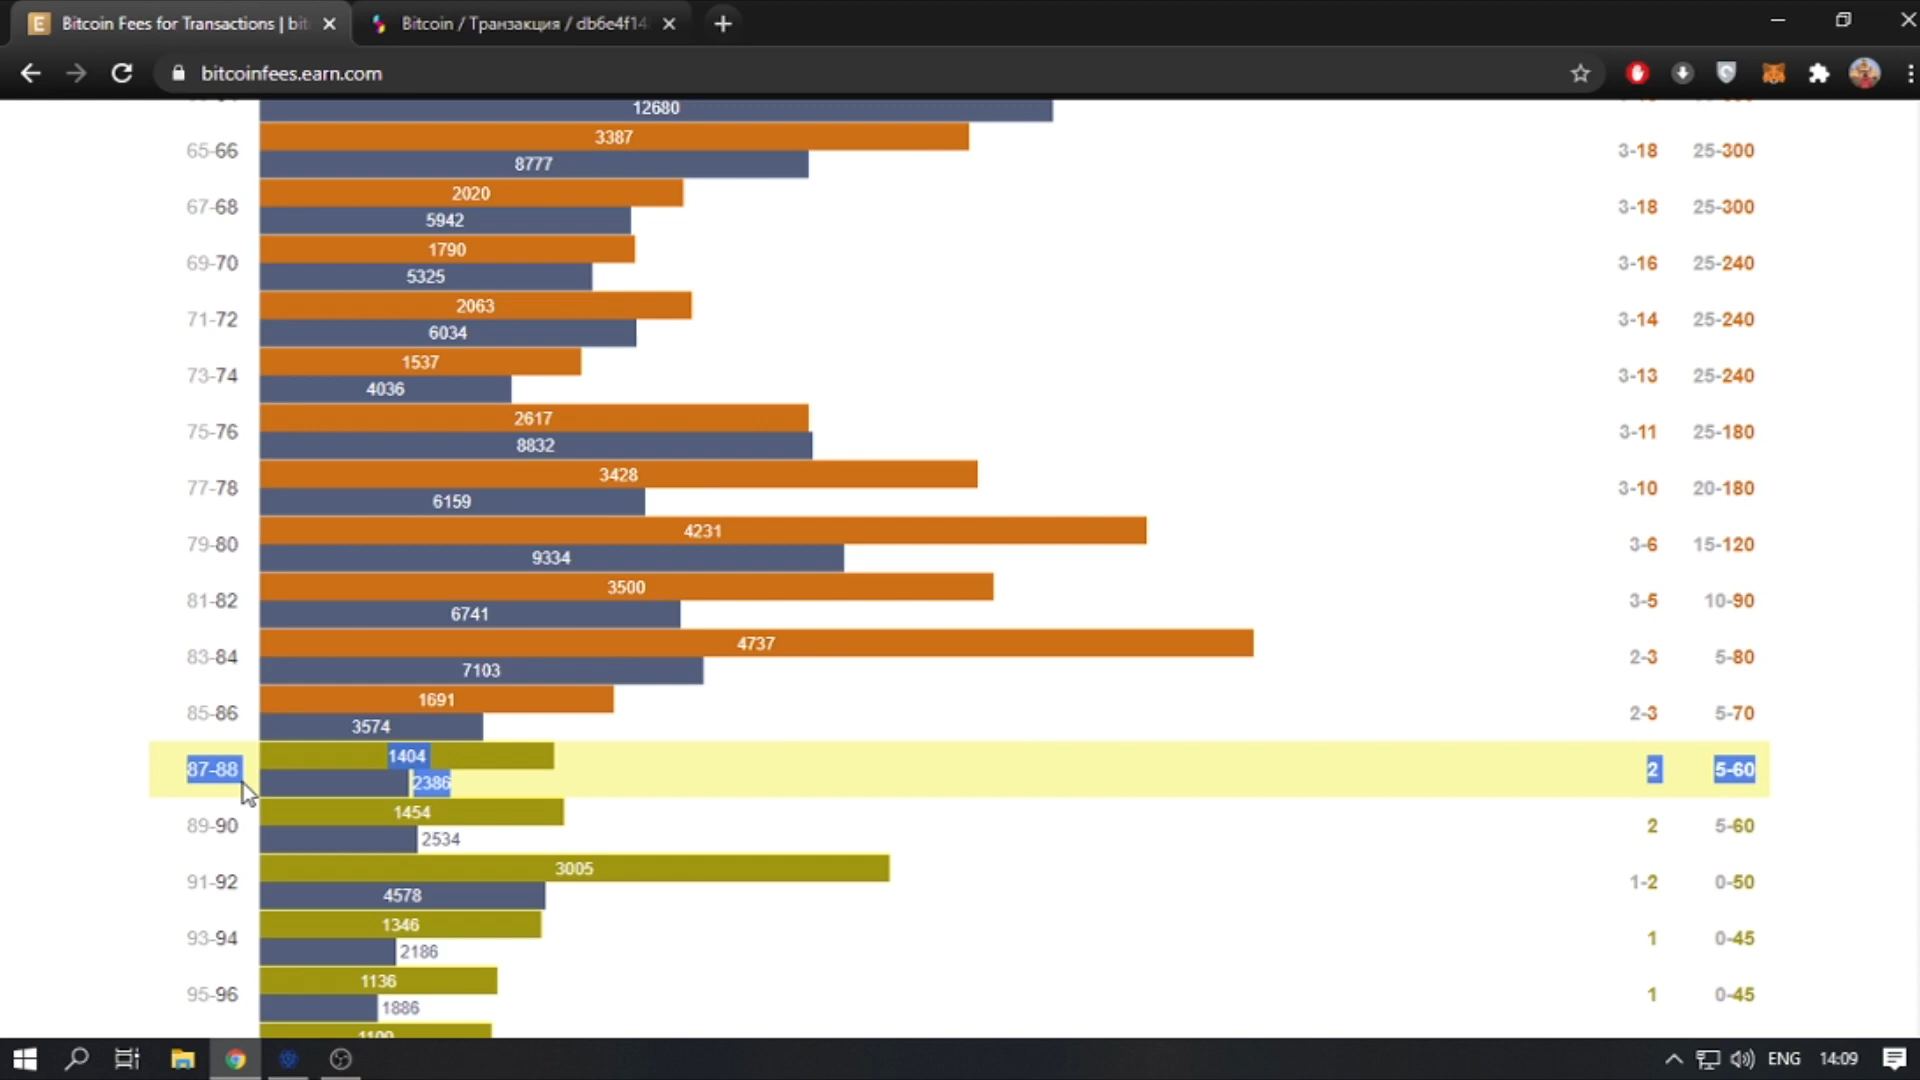 Bitcoin Fees for Transactions | bit
Bitcoin / Транзакция / db6e4f14
bitcoinfees.earn.com
12680
65-66 3387 3-18 25-300
8777
67-68 2020 3-18 25-300
5942
69-70 1790 3-16 25-240
5325
71-72 2063 3-14 25-240
6034
73-74 1537 3-13 25-240
4036
75-76 2617 3-11 25-180
8832
77-78 3428 3-10 20-180
6159
79-80 4231 3-6 15-120
9334
81-82 3500 3-5 10-90
6741
83-84 4737 2-3 5-80
7103
85-86 1691 2-3 5-70
3574
87-88 1404 2 5-60
2386
89-90 1454 2 5-60
2534
91-92 3005 1-2 0-50
4578
93-94 1346 1 0-45
2186
95-96 1136 1 0-45
1886
ENG 14:09